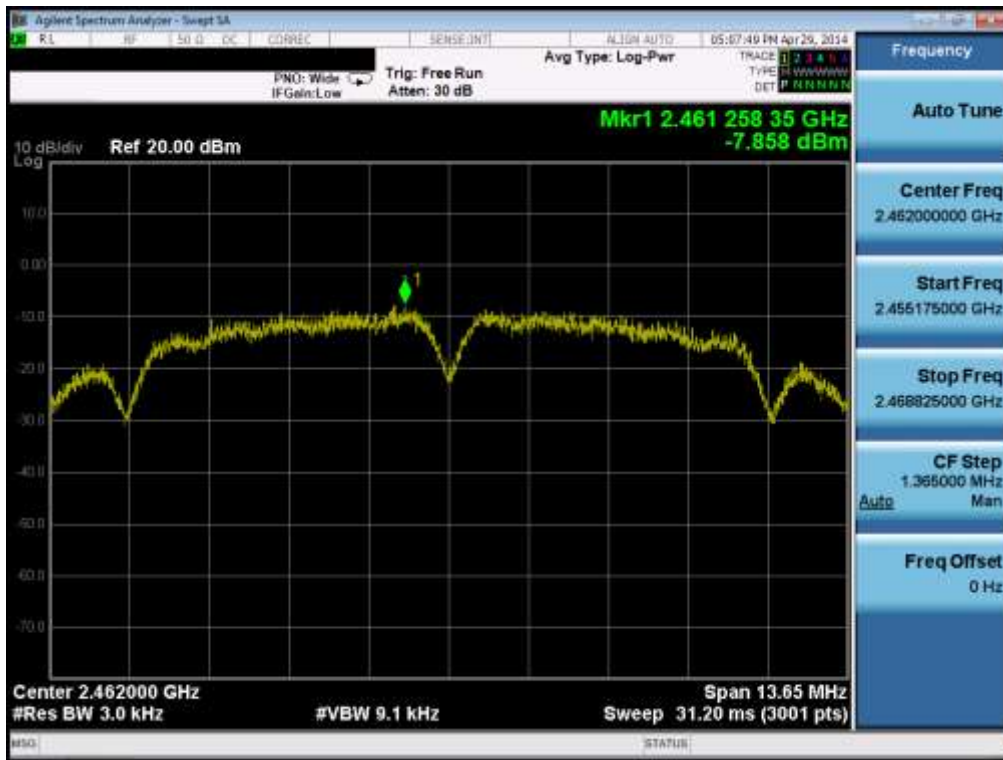 Agilent Spectrum Analyzer - Swept SA
RL RF 50 Ω DC CORREC SENSE:INT ALIGN AUTO 05:07:49 PM Apr 29, 2014
Frequency
PNO: Wide Trig: Free Run Avg Type: Log-Pwr TRACE 1 2 3 4 5 6
IFGain:Low Atten: 30 dB TYPE M WWWWW
DET P N N N N N
Auto Tune
Mkr1 2.461 258 35 GHz
-7.858 dBm
10 dB/div Ref 20.00 dBm
Log
10.0
0.00
-10.0
-20.0
-30.0
-40.0
-50.0
-60.0
-70.0
1
Center Freq
2.462000000 GHz
Start Freq
2.455175000 GHz
Stop Freq
2.468825000 GHz
CF Step
1.365000 MHz
Auto Man
Freq Offset
0 Hz
Center 2.462000 GHz Span 13.65 MHz
#Res BW 3.0 kHz #VBW 9.1 kHz Sweep 31.20 ms (3001 pts)
MSG STATUS